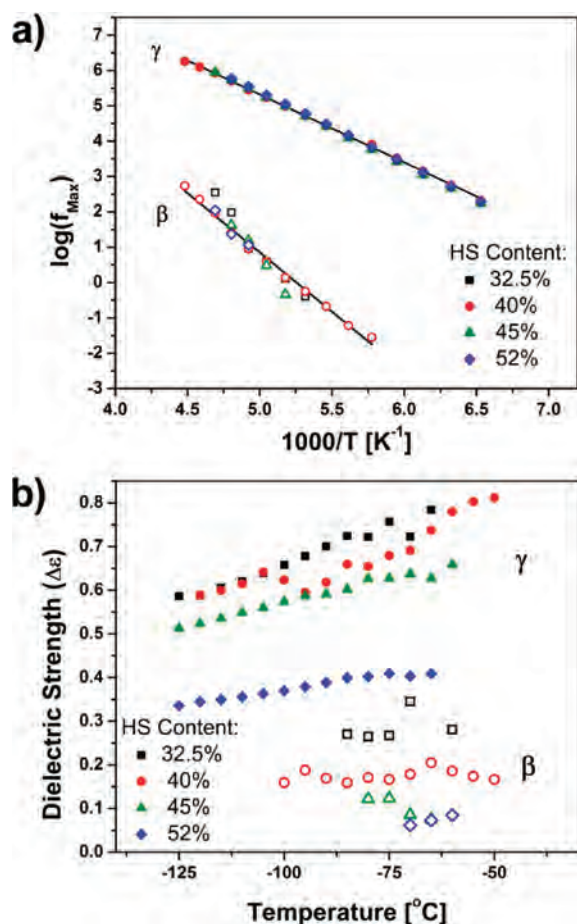 a)
γ
β
log(f_Max)
6
5
4
3
2
1
0
-1
-2
-3
7
HS Content:
32.5%
40%
45%
52%
4.0 4.5 5.0 5.5 6.0 6.5 7.0
1000/T [K⁻¹]
b)
Dielectric Strength (Δε)
0.8
0.7
0.6
0.5
0.4
0.3
0.2
0.1
0.0
γ
β
HS Content:
32.5%
40%
45%
52%
-125 -100 -75 -50
Temperature [°C]